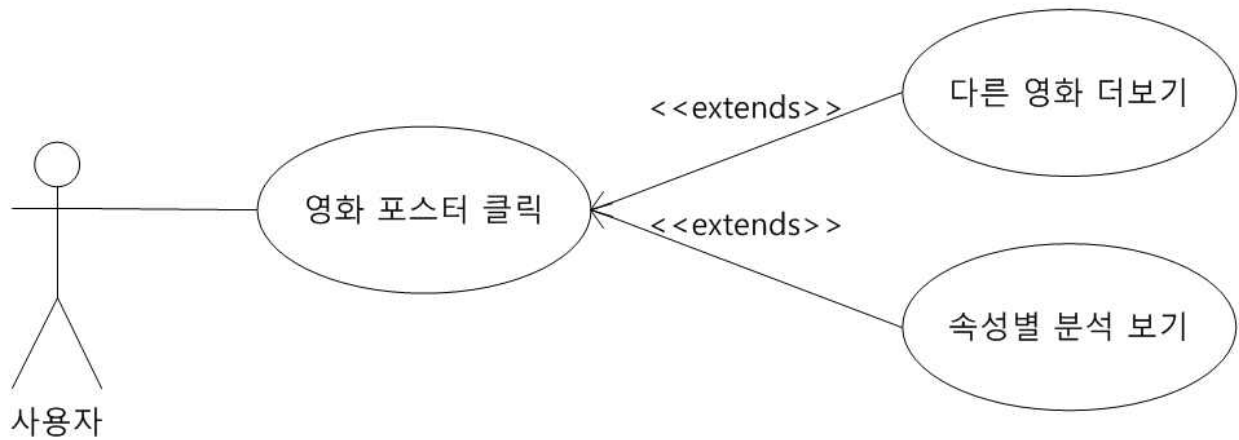 다른 영화 더보기
<<extends>>
영화 포스터 클릭
<<extends>>
속성별 분석 보기
사용자